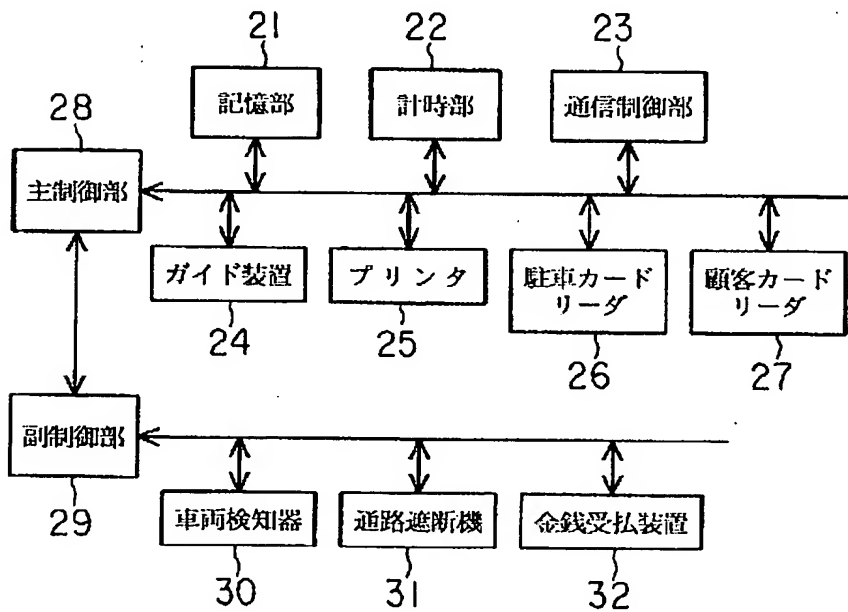 21
22
23
記憶部
計時部
通信制御部
28
主制御部
ガイド装置
プリンタ
駐車カード
リーダ
顧客カード
リーダ
24
25
26
27
副制御部
29
車両検知器
通路遮断機
金銭受払装置
30
31
32